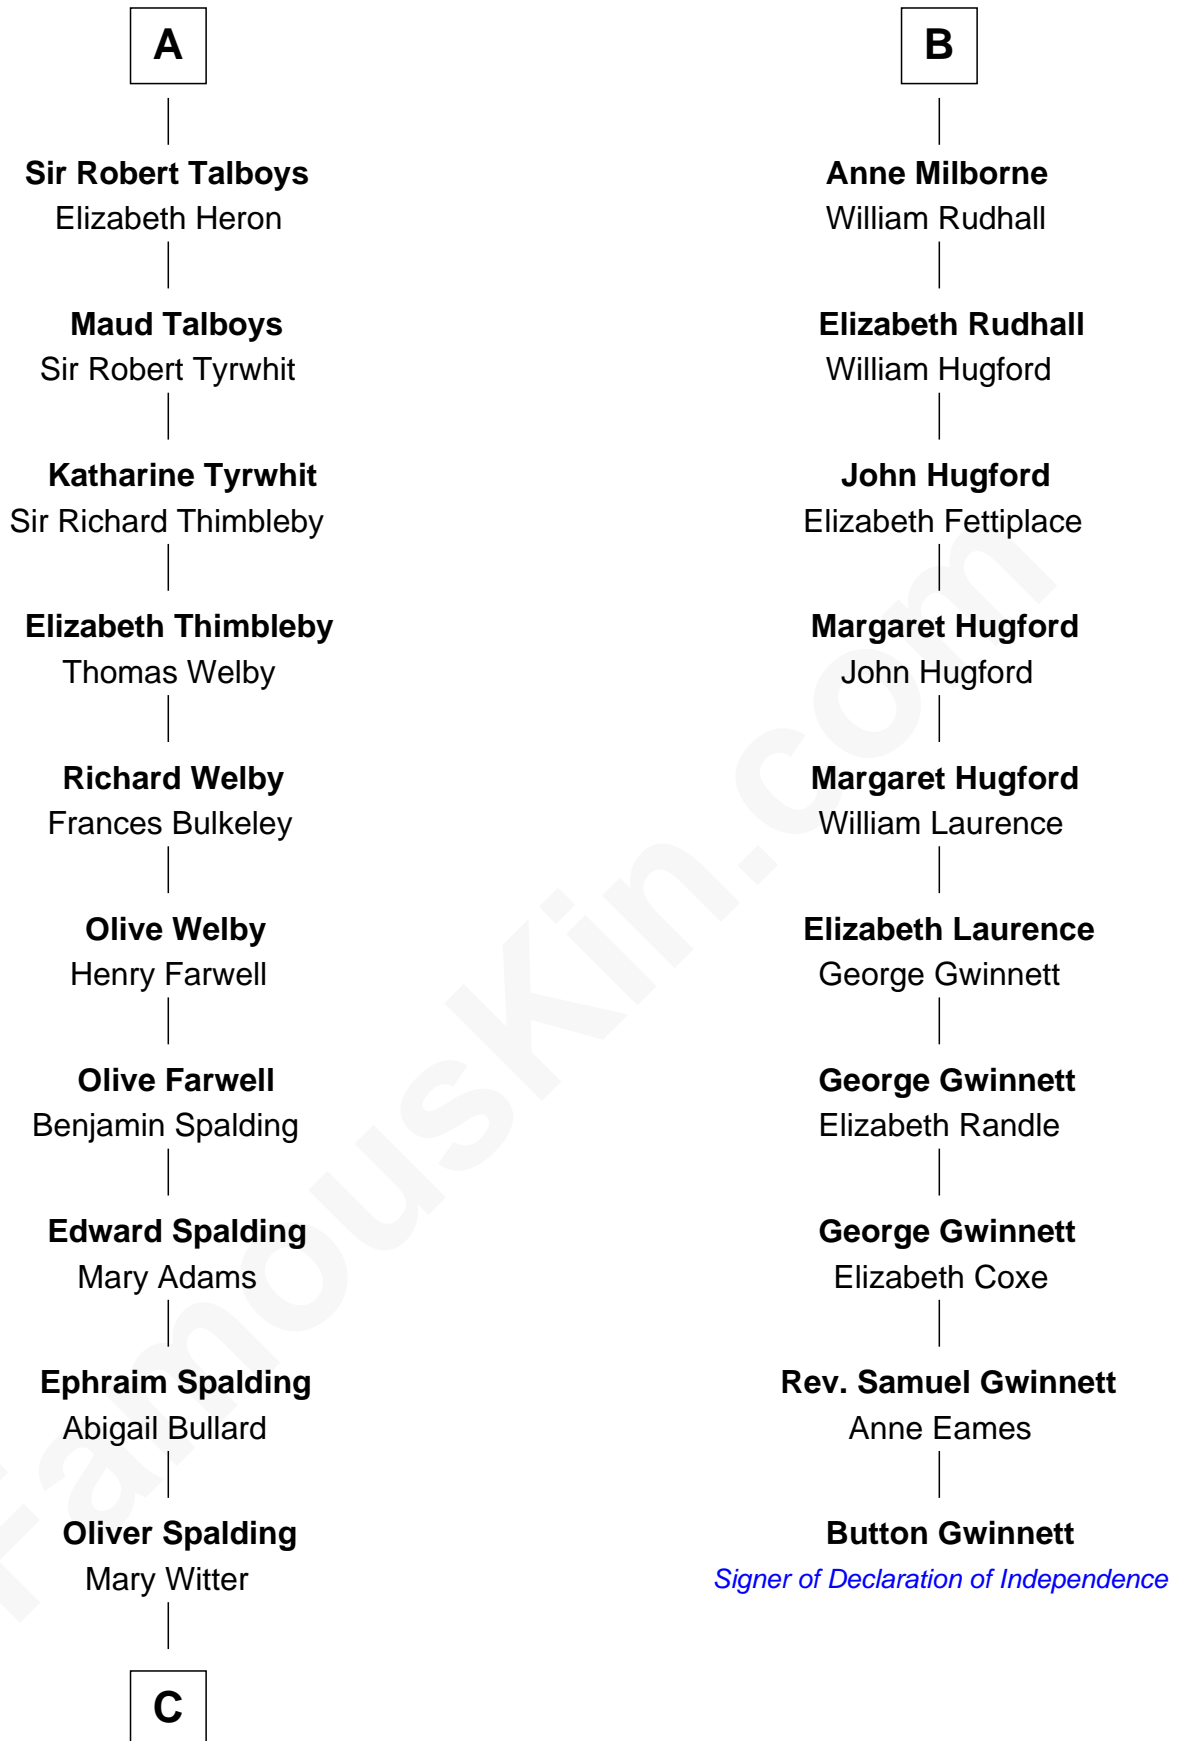 A
Sir Robert Talboys
Elizabeth Heron
Maud Talboys
Sir Robert Tyrwhit
Katharine Tyrwhit
Sir Richard Thimbleby
Elizabeth Thimbleby
Thomas Welby
Richard Welby
Frances Bulkeley
Olive Welby
Henry Farwell
Olive Farwell
Benjamin Spalding
Edward Spalding
Mary Adams
Ephraim Spalding
Abigail Bullard
Oliver Spalding
Mary Witter
C
B
Anne Milborne
William Rudhall
Elizabeth Rudhall
William Hugford
John Hugford
Elizabeth Fettiplace
Margaret Hugford
John Hugford
Margaret Hugford
William Laurence
Elizabeth Laurence
George Gwinnett
George Gwinnett
Elizabeth Randle
George Gwinnett
Elizabeth Coxe
Rev. Samuel Gwinnett
Anne Eames
Button Gwinnett
Signer of Declaration of Independence
FamousKin.com